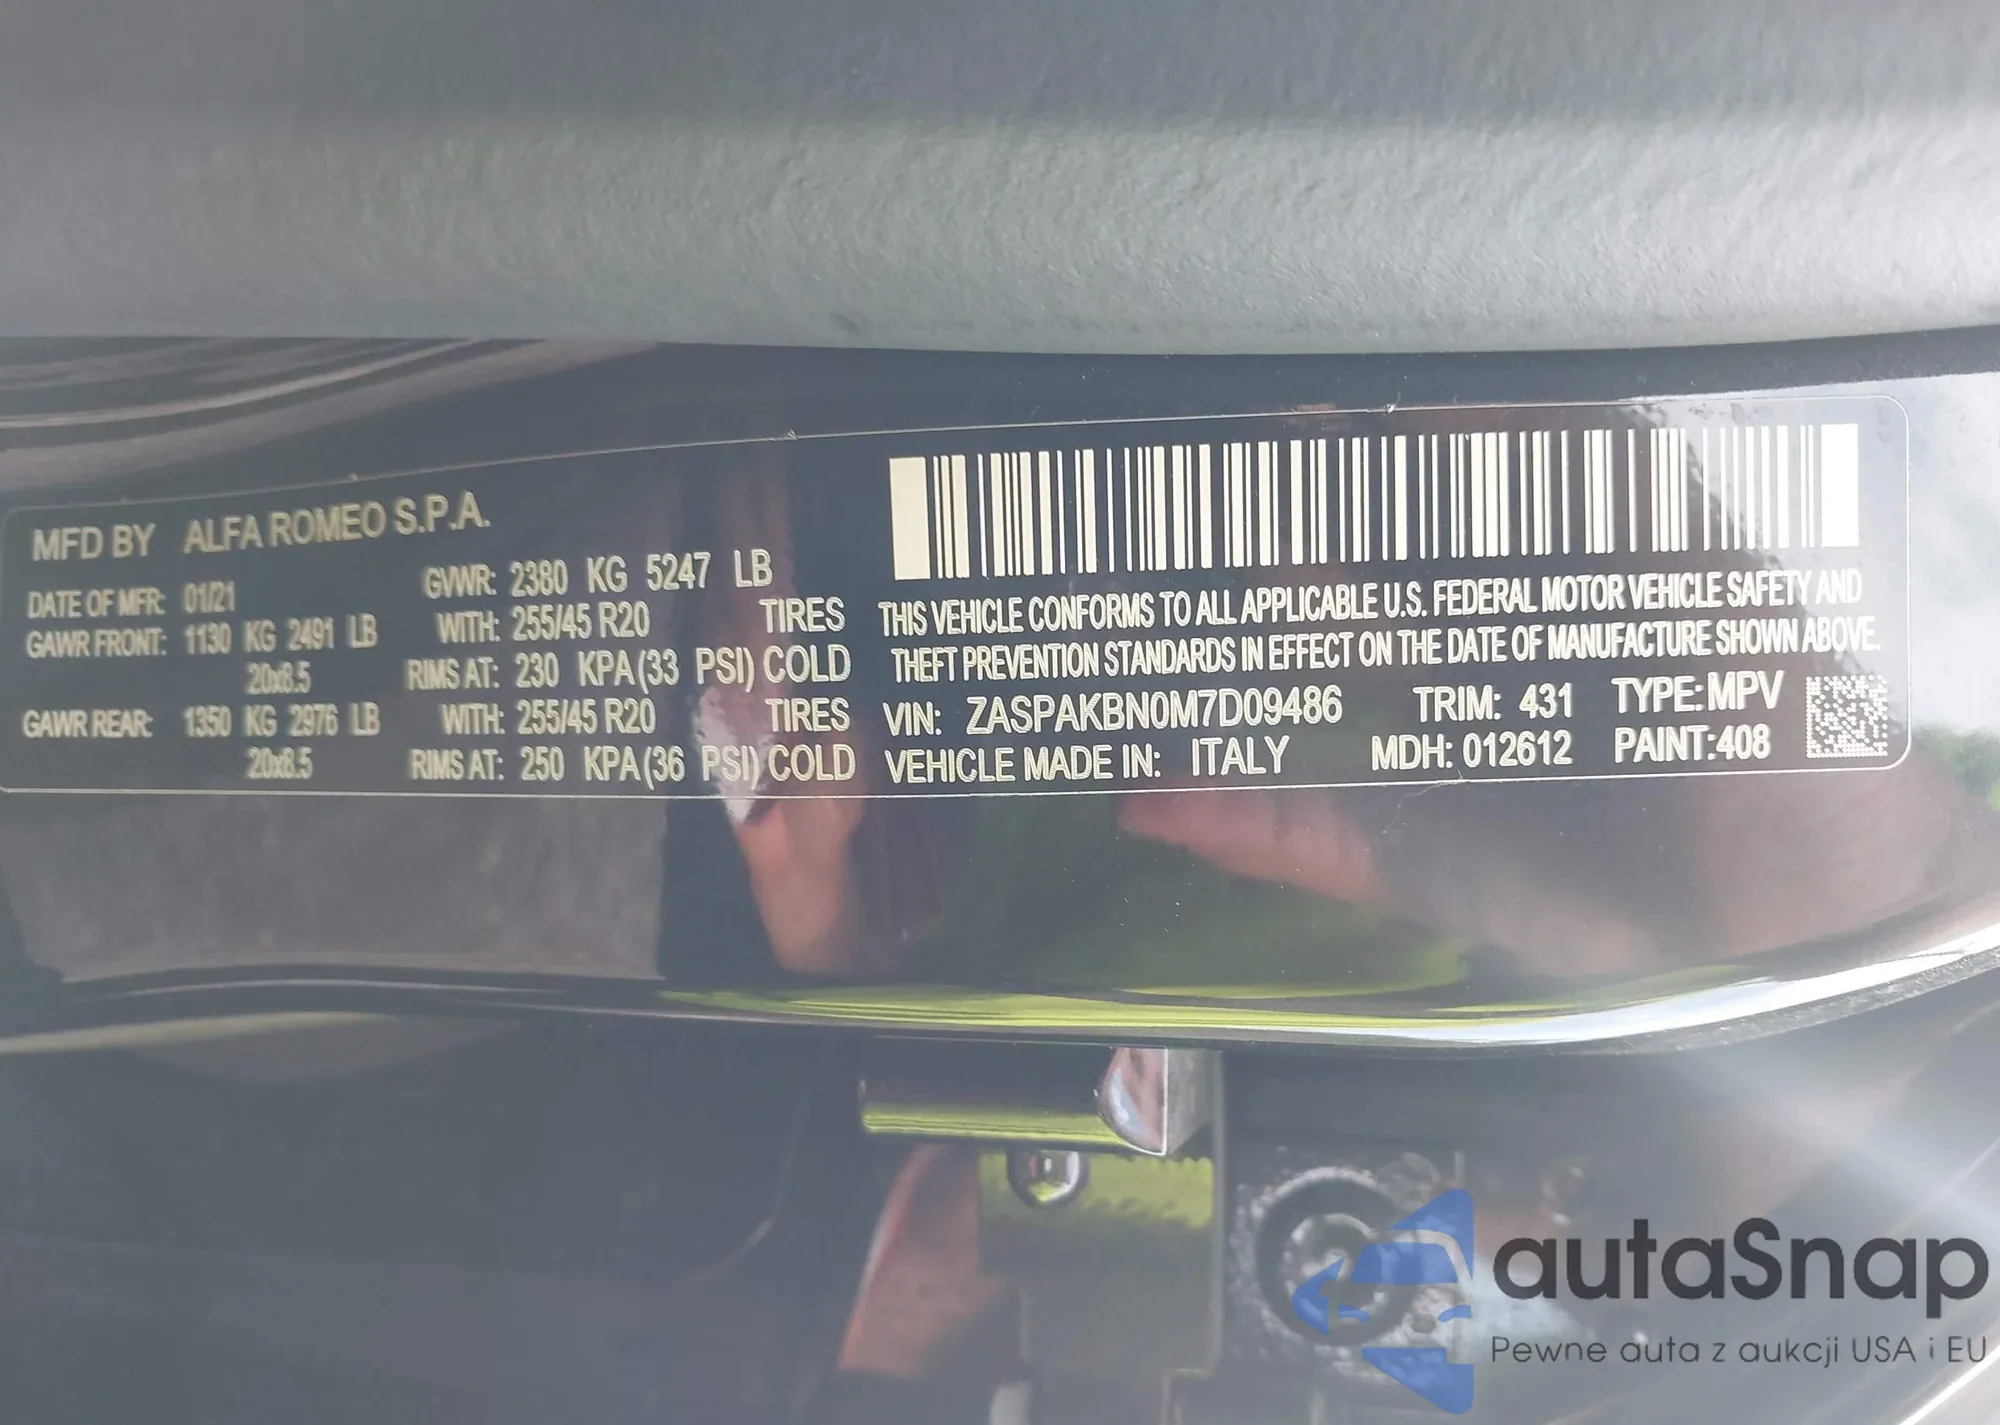 MFD BY ALFA ROMEO S.P.A.
DATE OF MFR: 01/21 GVWR: 2380 KG 5247 LB
GAWR FRONT: 1130 KG 2491 LB WITH: 255/45 R20 TIRES
20x8.5 RIMS AT: 230 KPA(33 PSI) COLD
GAWR REAR: 1350 KG 2976 LB WITH: 255/45 R20 TIRES
20x8.5 RIMS AT: 250 KPA(36 PSI) COLD
THIS VEHICLE CONFORMS TO ALL APPLICABLE U.S. FEDERAL MOTOR VEHICLE SAFETY AND
THEFT PREVENTION STANDARDS IN EFFECT ON THE DATE OF MANUFACTURE SHOWN ABOVE.
VIN: ZASPAKBN0M7D09486 TRIM: 431 TYPE: MPV
VEHICLE MADE IN: ITALY MDH: 012612 PAINT:408
autaSnap
Pewne auta z aukcji USA i EU